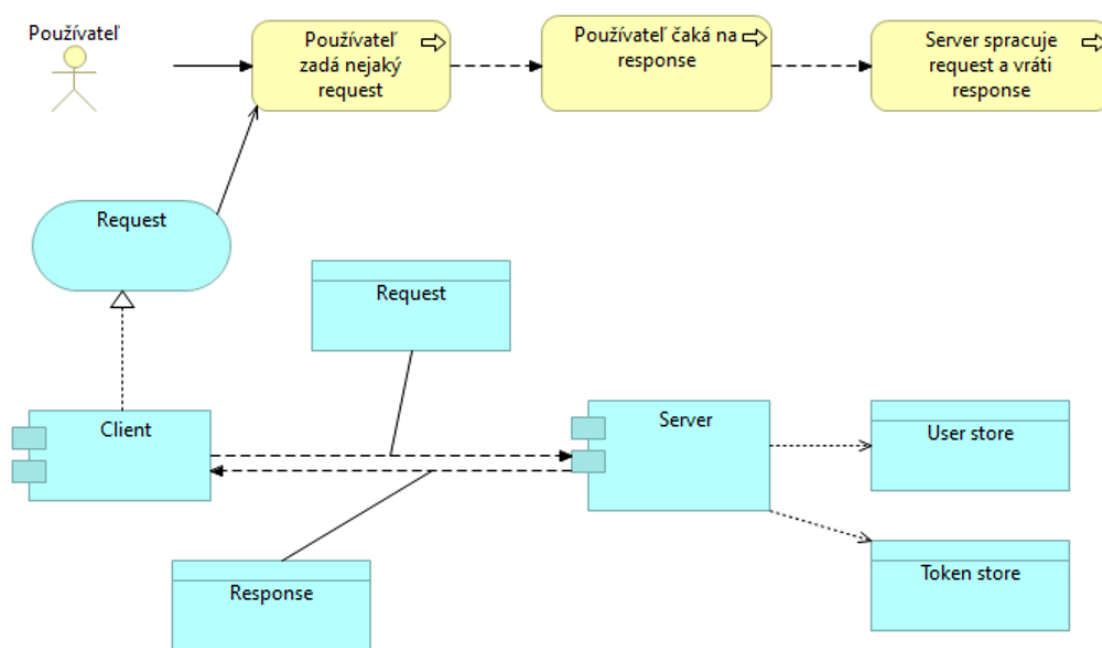 Používateľ
Používateľ
zadá nejaký
request
Používateľ čaká na
response
Server spracuje
request a vráti
response
Request
Request
Client
Server
User store
Response
Token store